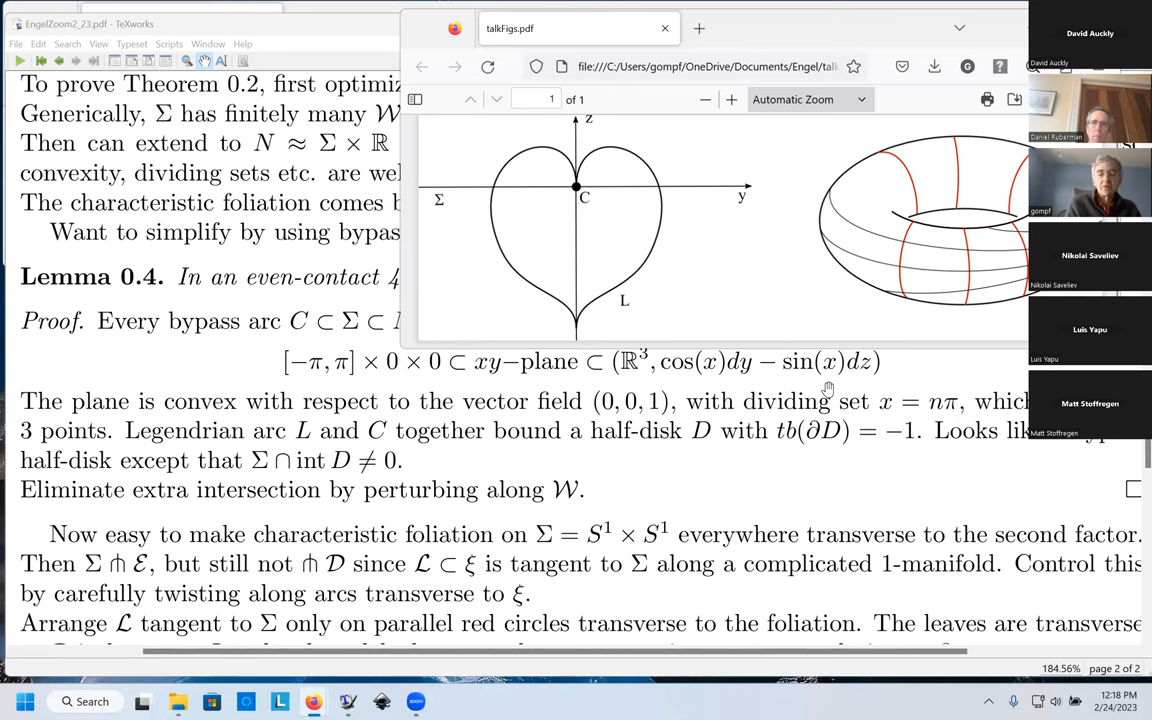 EngelZoom2_23.pdf - TeXworks
File Edit Search View Typeset Scripts Window Help
talkFigs.pdf
file:///C:/Users/gompf/OneDrive/Documents/Engel/talk
1 of 1
Automatic Zoom
z
Σ
C
y
L
To prove Theorem 0.2, first optimiz
Generically, Σ has finitely many 𝒲
Then can extend to N ≈ Σ × ℝ
convexity, dividing sets etc. are wel
The characteristic foliation comes b
Want to simplify by using bypas
Lemma 0.4. In an even-contact 4
Proof. Every bypass arc C ⊂ Σ ⊂ N
[−π, π] × 0 × 0 ⊂ xy−plane ⊂ (ℝ³, cos(x)dy − sin(x)dz)
The plane is convex with respect to the vector field (0, 0, 1), with dividing set x = nπ, which
3 points. Legendrian arc L and C together bound a half-disk D with tb(∂D) = −1. Looks
half-disk except that Σ ∩ int D ≠ 0.
Eliminate extra intersection by perturbing along 𝒲.
□
Now easy to make characteristic foliation on Σ = S¹ × S¹ everywhere transverse to the second factor.
Then Σ ⋔ ℰ, but still not ⋔ 𝒟 since ℒ ⊂ ξ is tangent to Σ along a complicated 1-manifold. Control this
by carefully twisting along arcs transverse to ξ.
Arrange ℒ tangent to Σ only on parallel red circles transverse to the foliation. The leaves are transverse
184.56% page 2 of 2
David Auckly
David Auckly
Daniel Ruberman
gompf
Nikolai Saveliev
Nikolai Saveliev
Luis Yapu
Luis Yapu
Matt Stoffregen
Matt Stoffregen
Search
zoom
12:18 PM
2/24/2023